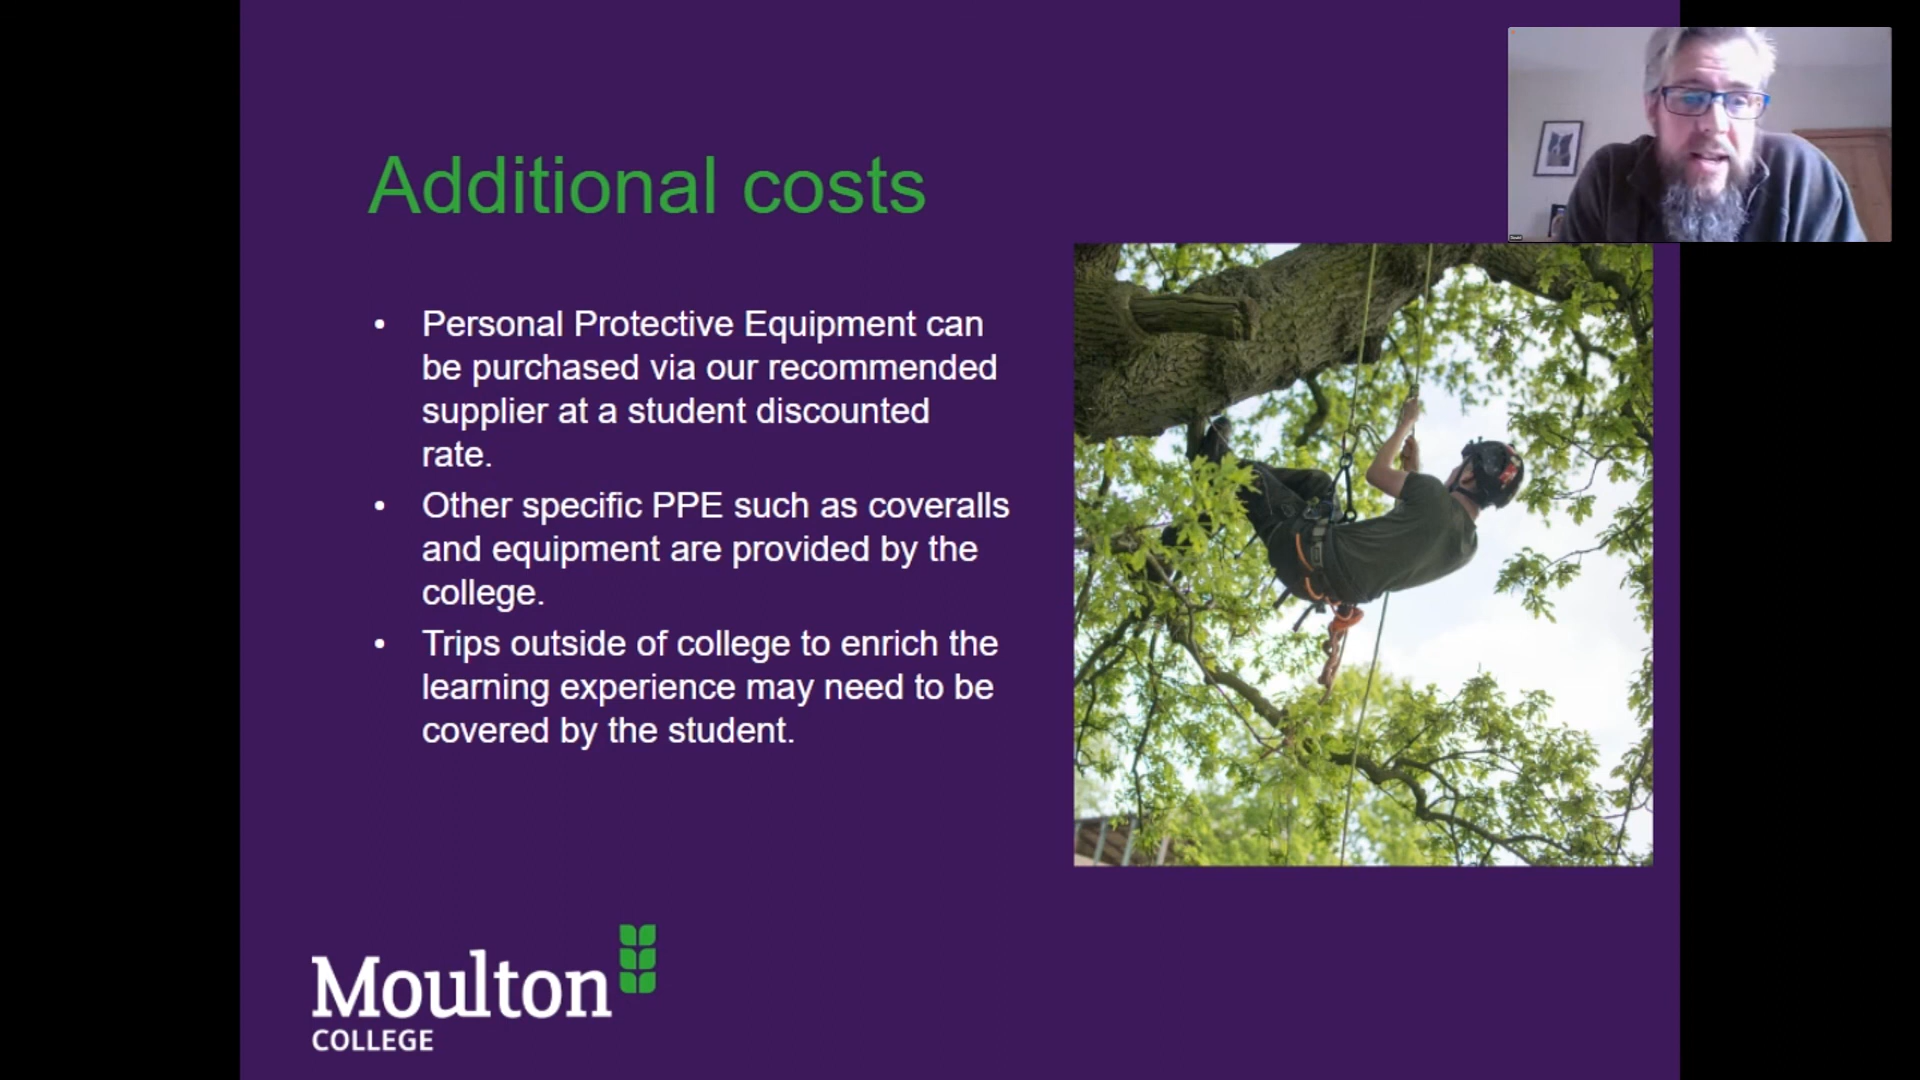 Additional costs
• Personal Protective Equipment can
be purchased via our recommended
supplier at a student discounted
rate.
• Other specific PPE such as coveralls
and equipment are provided by the
college.
• Trips outside of college to enrich the
learning experience may need to be
covered by the student.
Moulton
COLLEGE